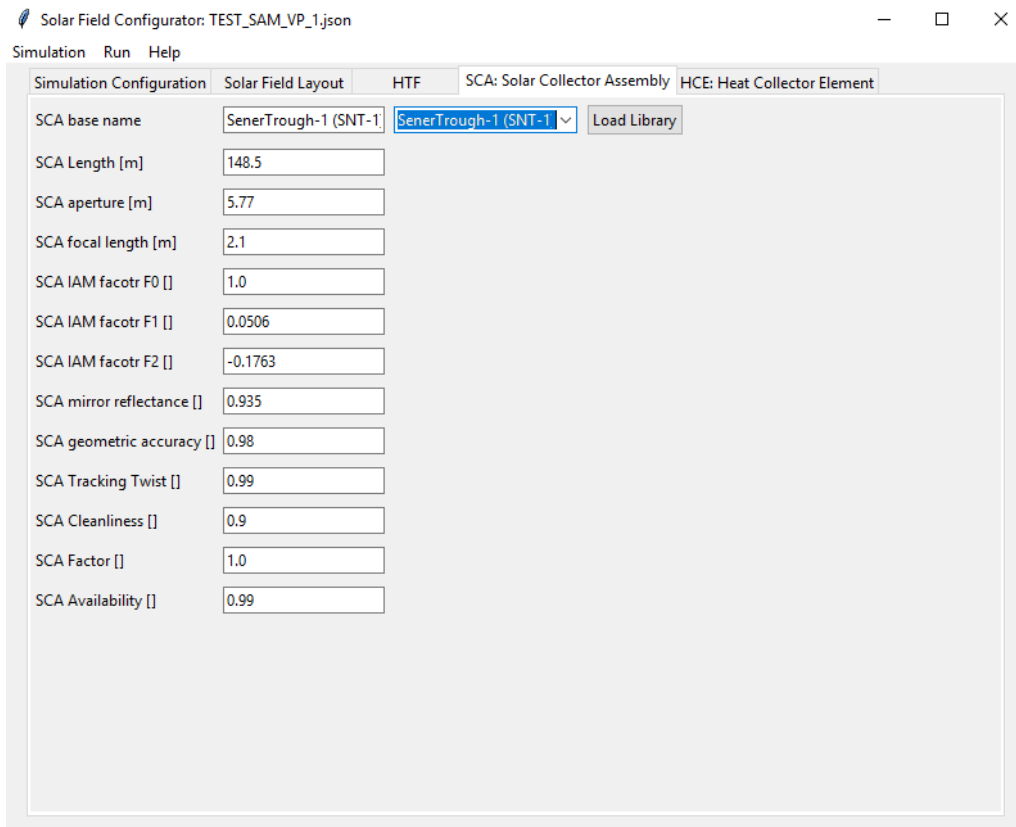 Solar Field Configurator: TEST_SAM_VP_1.json
Simulation Run Help
Simulation Configuration Solar Field Layout HTF SCA: Solar Collector Assembly HCE: Heat Collector Element
SCA base name SenerTrough-1 (SNT-1) SenerTrough-1 (SNT-1 Load Library
SCA Length [m] 148.5
SCA aperture [m] 5.77
SCA focal length [m] 2.1
SCA IAM facotr F0 [] 1.0
SCA IAM facotr F1 [] 0.0506
SCA IAM facotr F2 [] -0.1763
SCA mirror reflectance [] 0.935
SCA geometric accuracy [] 0.98
SCA Tracking Twist [] 0.99
SCA Cleanliness [] 0.9
SCA Factor [] 1.0
SCA Availability [] 0.99